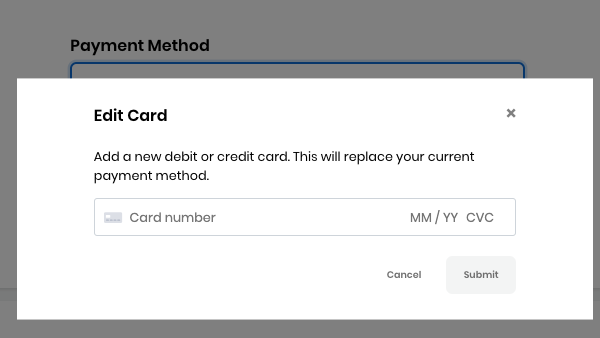 Payment Method
Edit Card
×
Add a new debit or credit card. This will replace your current
payment method.
Card number MM / YY CVC
Cancel Submit